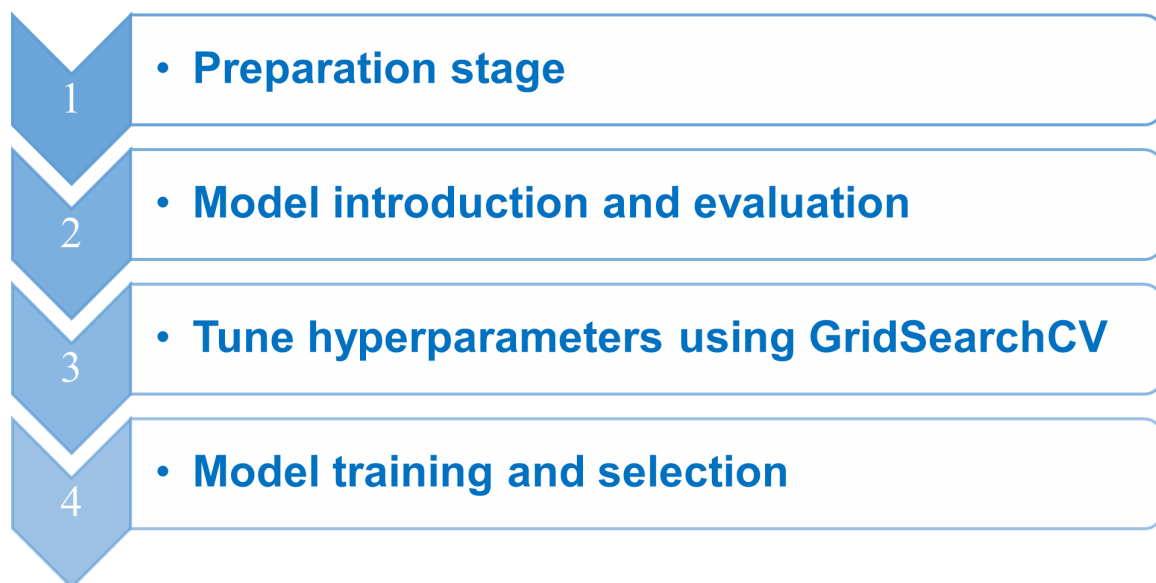 1
• Preparation stage
2
• Model introduction and evaluation
3
• Tune hyperparameters using GridSearchCV
4
• Model training and selection